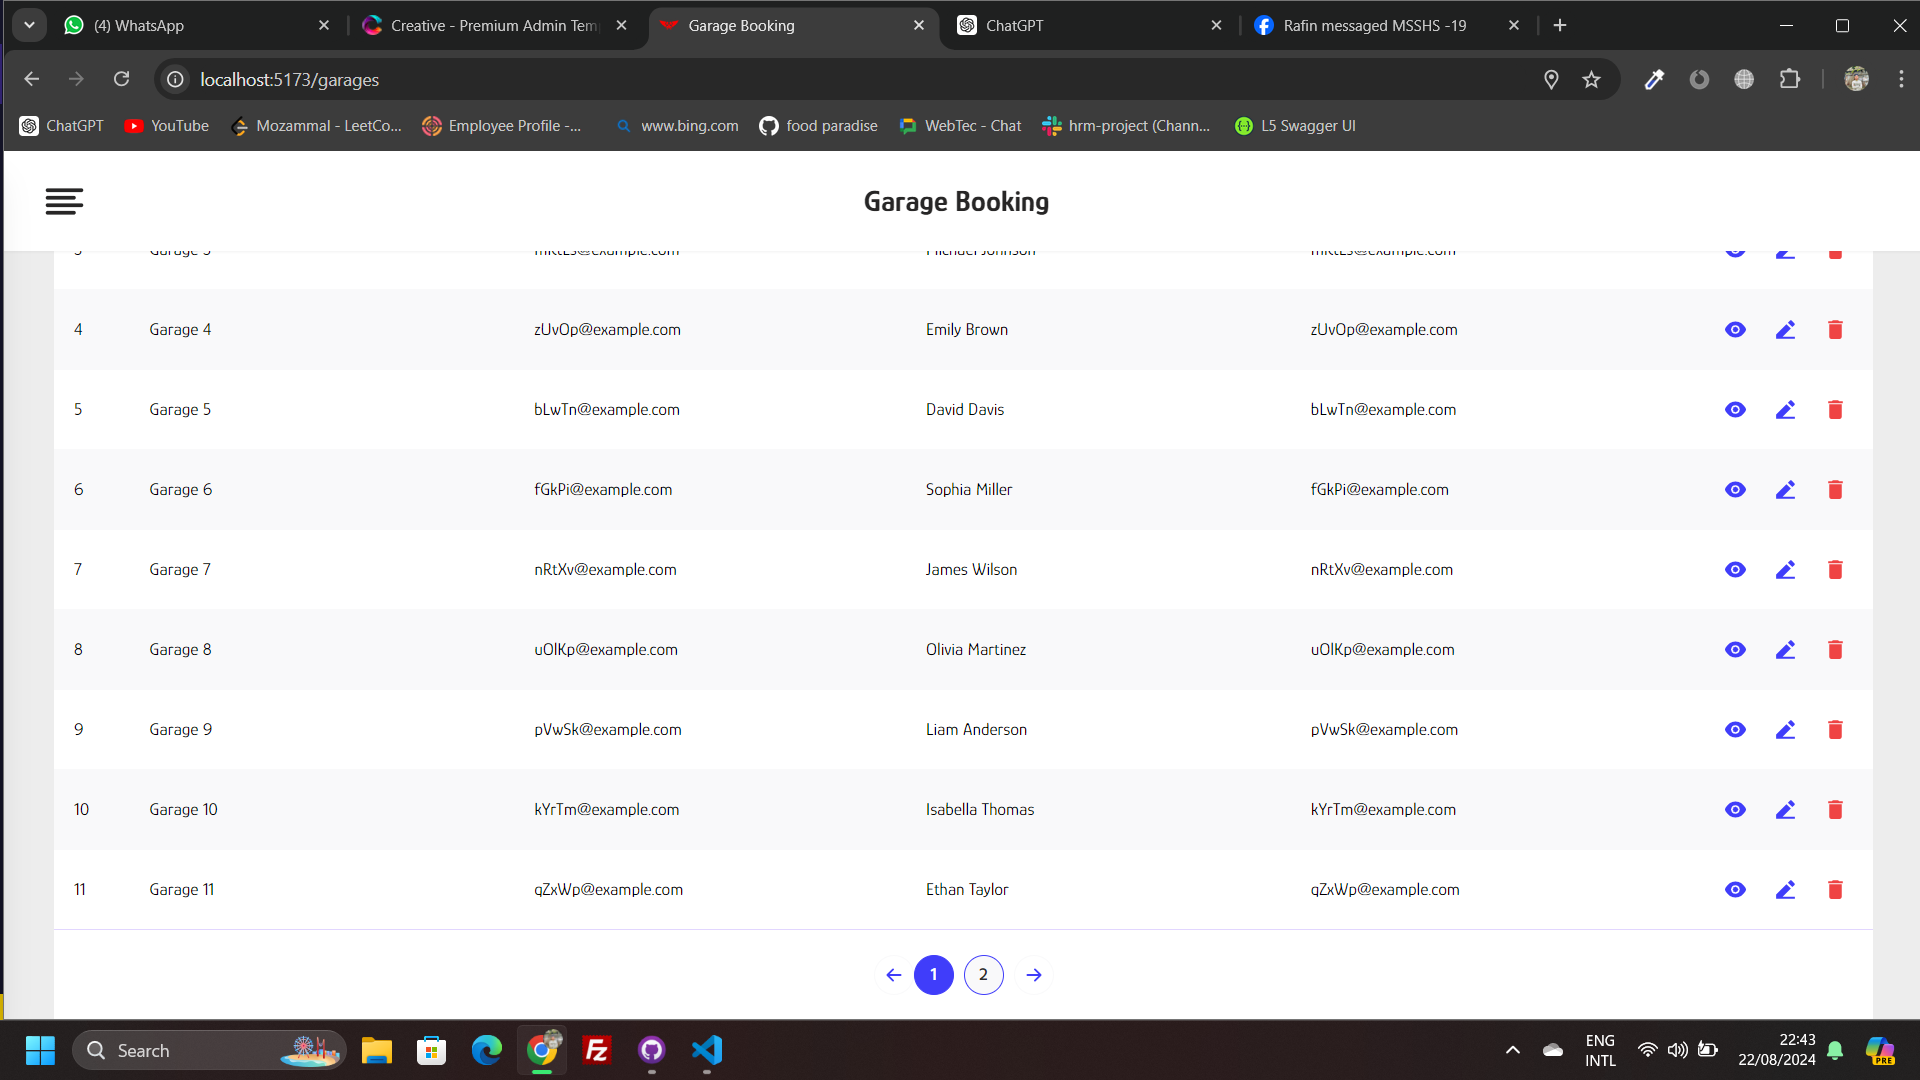 (4) WhatsApp
Creative - Premium Admin Tem
Garage Booking
ChatGPT
Rafin messaged MSSHS -19
localhost:5173/garages
ChatGPT
YouTube
Mozammal - LeetCo...
Employee Profile -...
www.bing.com
food paradise
WebTec - Chat
hrm-project (Chann...
L5 Swagger UI
Garage Booking
4 Garage 4 zUvOp@example.com Emily Brown zUvOp@example.com
5 Garage 5 bLwTn@example.com David Davis bLwTn@example.com
6 Garage 6 fGkPi@example.com Sophia Miller fGkPi@example.com
7 Garage 7 nRtXv@example.com James Wilson nRtXv@example.com
8 Garage 8 uOlKp@example.com Olivia Martinez uOlKp@example.com
9 Garage 9 pVwSk@example.com Liam Anderson pVwSk@example.com
10 Garage 10 kYrTm@example.com Isabella Thomas kYrTm@example.com
11 Garage 11 qZxWp@example.com Ethan Taylor qZxWp@example.com
1 2
Search
ENG
INTL
22:43
22/08/2024
PRE